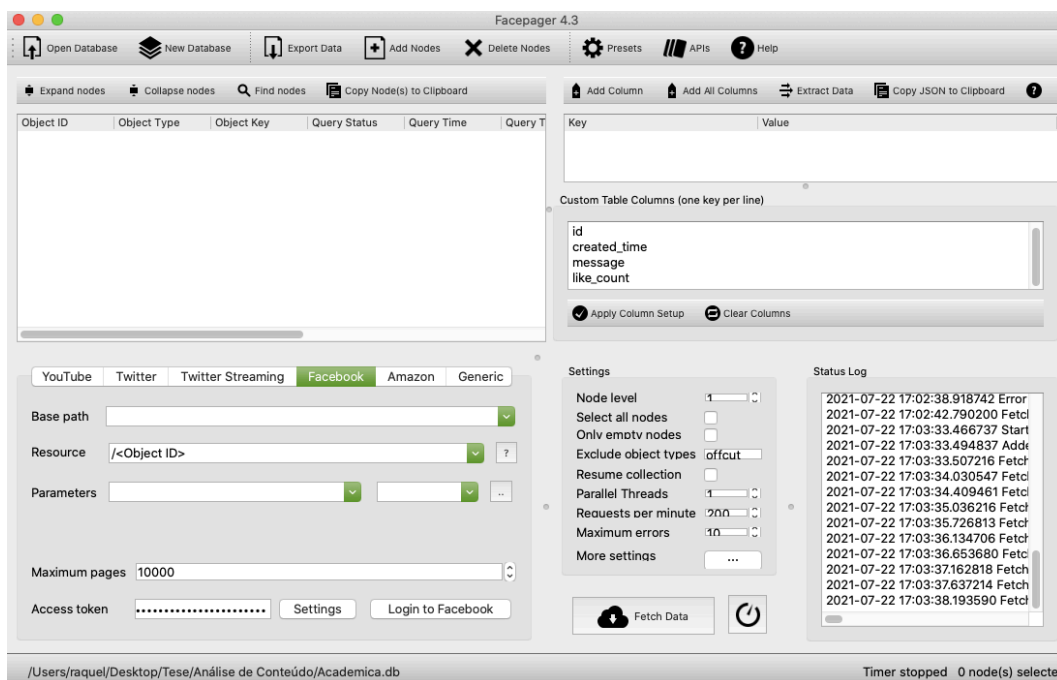 Facepager 4.3
Open Database New Database Export Data Add Nodes Delete Nodes Presets APIs ? Help
Expand nodes Collapse nodes Find nodes Copy Node(s) to Clipboard
Add Column Add All Columns Extract Data Copy JSON to Clipboard ?
Object ID Object Type Object Key Query Status Query Time Query T
Key Value
Custom Table Columns (one key per line)
id
created_time
message
like_count
Apply Column Setup Clear Columns
YouTube Twitter Twitter Streaming Facebook Amazon Generic
Base path
Resource /<Object ID> ?
Parameters ..
Maximum pages 10000
Access token •••••••••••••••••••••• Settings Login to Facebook
Settings
Node level 1
Select all nodes
Only empty nodes
Exclude object types offcut
Resume collection
Parallel Threads 1
Requests per minute 200
Maximum errors 10
More settings ...
Fetch Data
Status Log
2021-07-22 17:02:38.918742 Error
2021-07-22 17:02:42.790200 Fetcl
2021-07-22 17:03:33.466737 Start
2021-07-22 17:03:33.494837 Adde
2021-07-22 17:03:33.507216 Fetch
2021-07-22 17:03:34.030547 Fetcl
2021-07-22 17:03:34.409461 Fetcl
2021-07-22 17:03:35.036216 Fetch
2021-07-22 17:03:35.726813 Fetch
2021-07-22 17:03:36.134706 Fetcl
2021-07-22 17:03:36.653680 Fetcl
2021-07-22 17:03:37.162818 Fetch
2021-07-22 17:03:37.637214 Fetch
2021-07-22 17:03:38.193590 Fetcl
/Users/raquel/Desktop/Tese/Análise de Conteúdo/Academica.db
Timer stopped 0 node(s) selecte